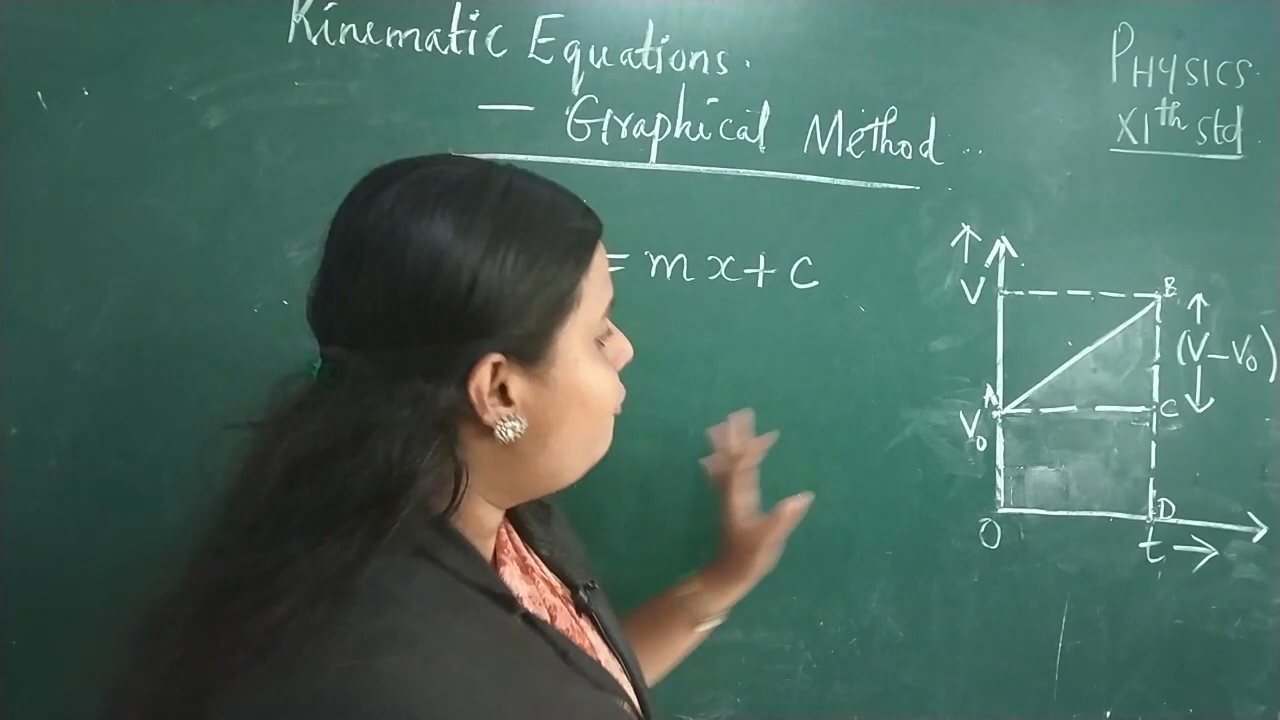 Kinematic Equations.
— Graphical Method
PHYSICS
XIth std
= mx+c
V
B
(V-V₀)
A
C
V₀
D
O
t